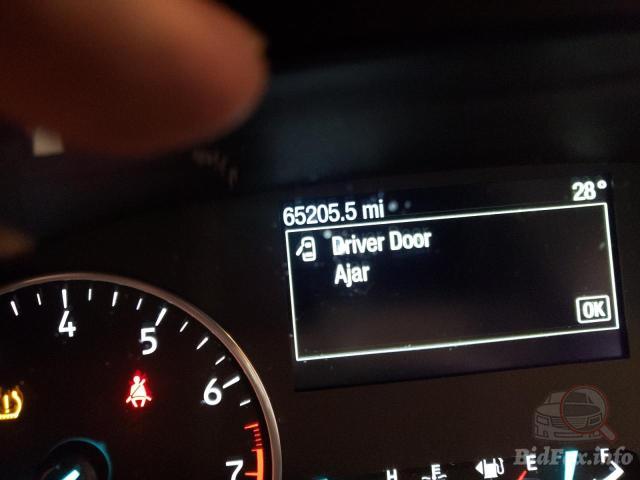 65205.5 mi 28°
Driver Door
Ajar
OK
4
5
6
7
H
E
E F
BidFax.info